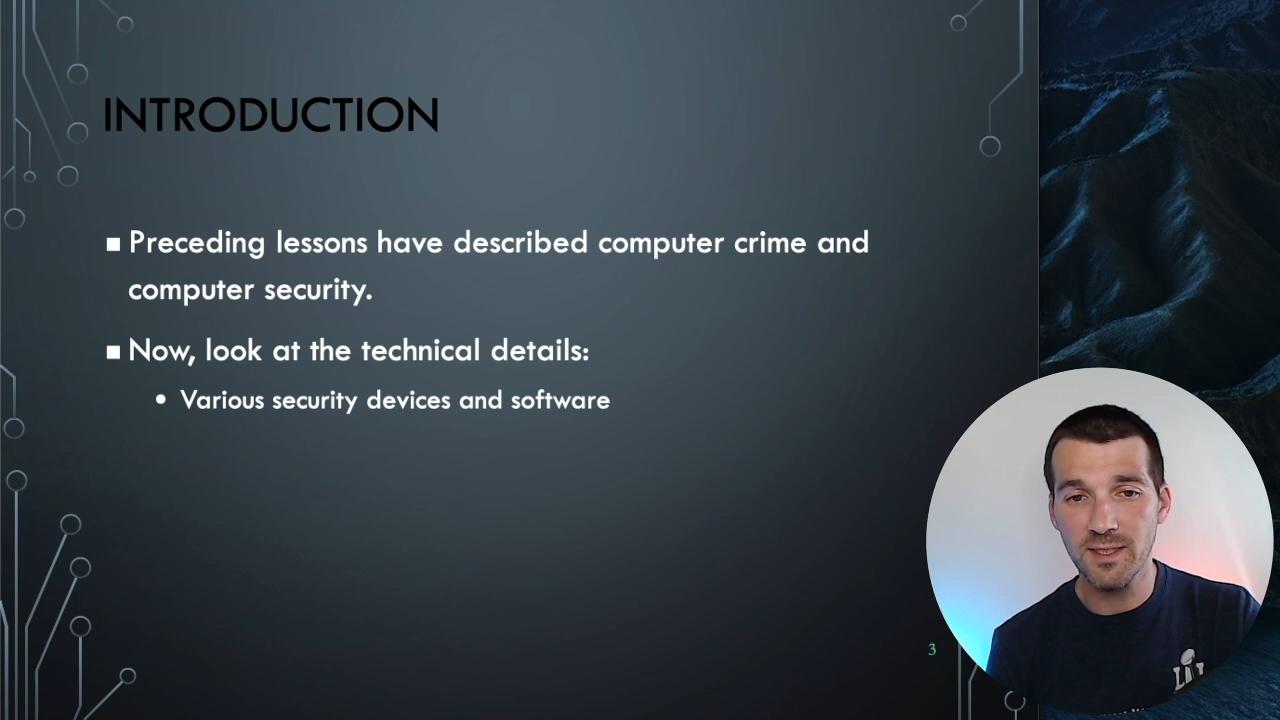 INTRODUCTION
Preceding lessons have described computer crime and
computer security.
Now, look at the technical details:
Various security devices and software
3
LI